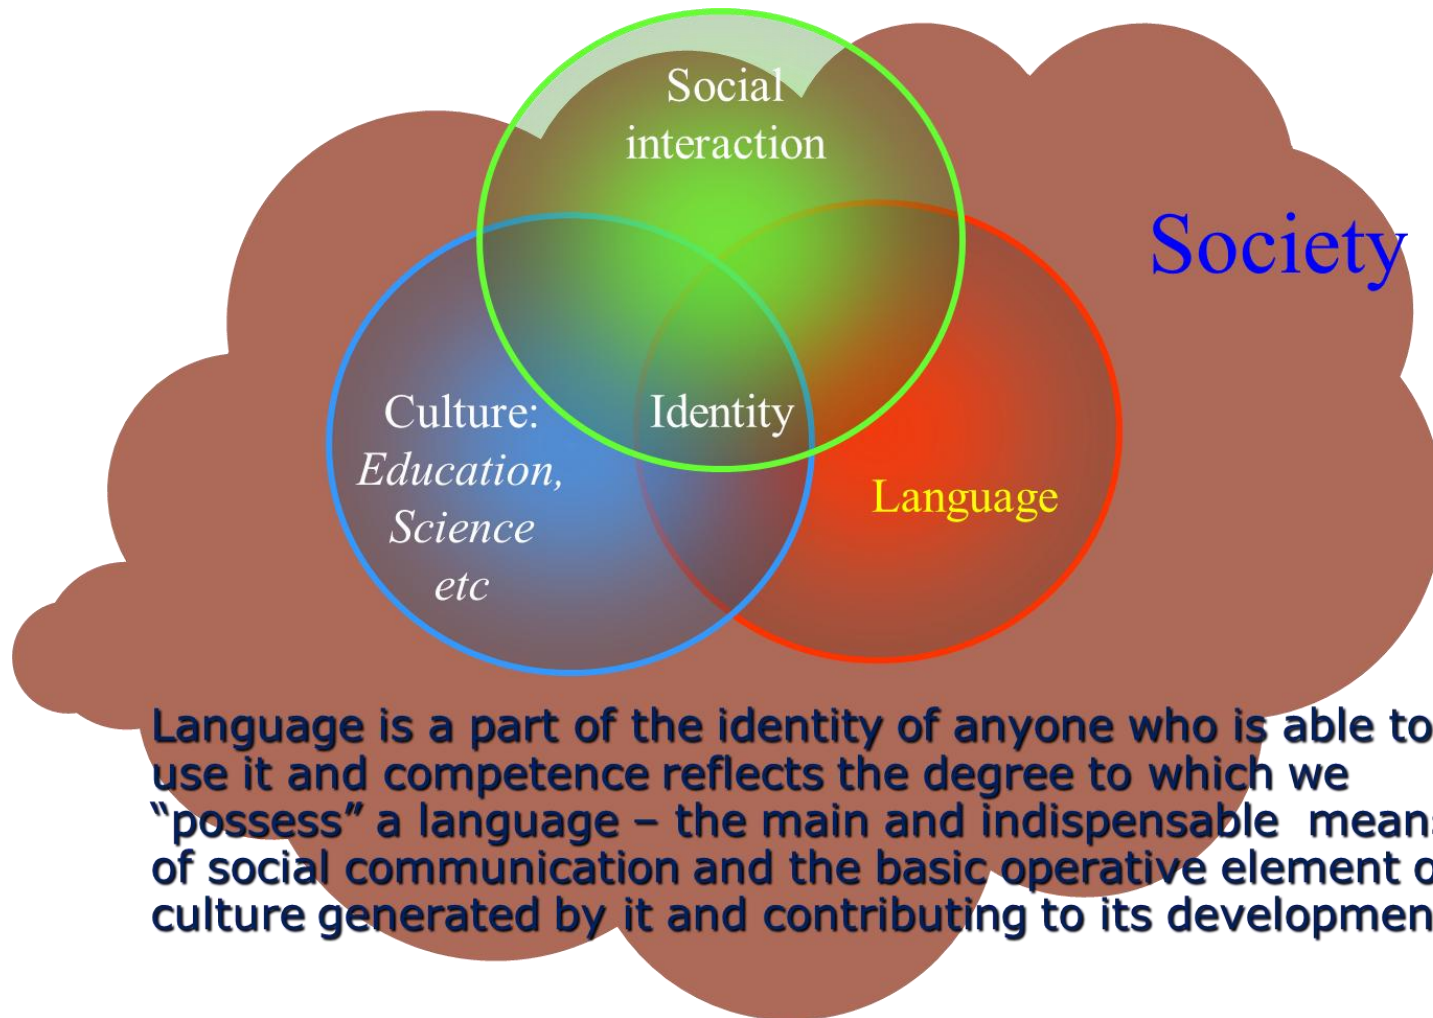 Social
interaction
Society
Culture:
Education,
Science
etc
Identity
Language
Language is a part of the identity of anyone who is able to
use it and competence reflects the degree to which we
“possess” a language – the main and indispensable mean
of social communication and the basic operative element
culture generated by it and contributing to its developmen